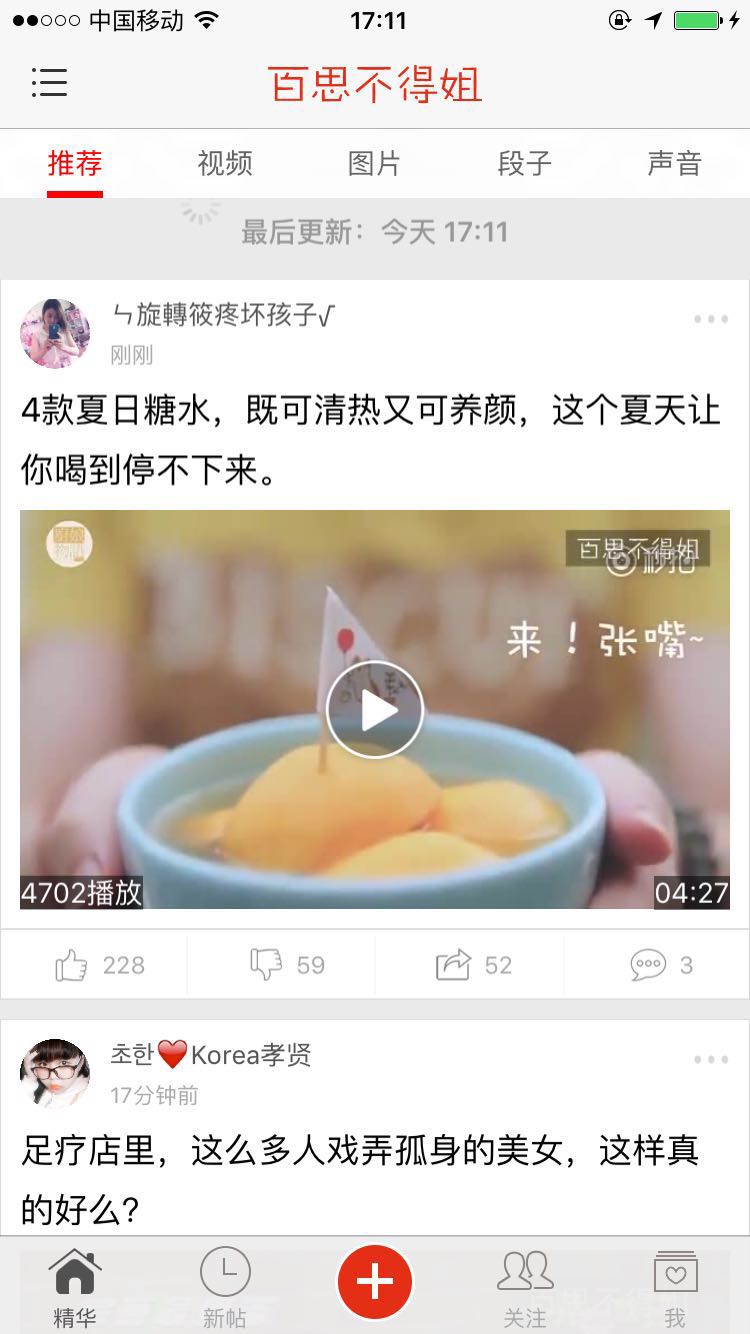 中国移动
17:11
百思不得姐
推荐 视频 图片 段子 声音
最后更新：今天 17:11
ㄣ旋轉筱疼坏孩子√
刚刚
4款夏日糖水，既可清热又可养颜，这个夏天让
你喝到停不下来。
百思不得姐
秒拍
来！张嘴~
4702播放
04:27
228 59 52 3
초한❤️Korea孝贤
17分钟前
足疗店里，这么多人戏弄孤身的美女，这样真
的好么？
精华 新帖 关注 我